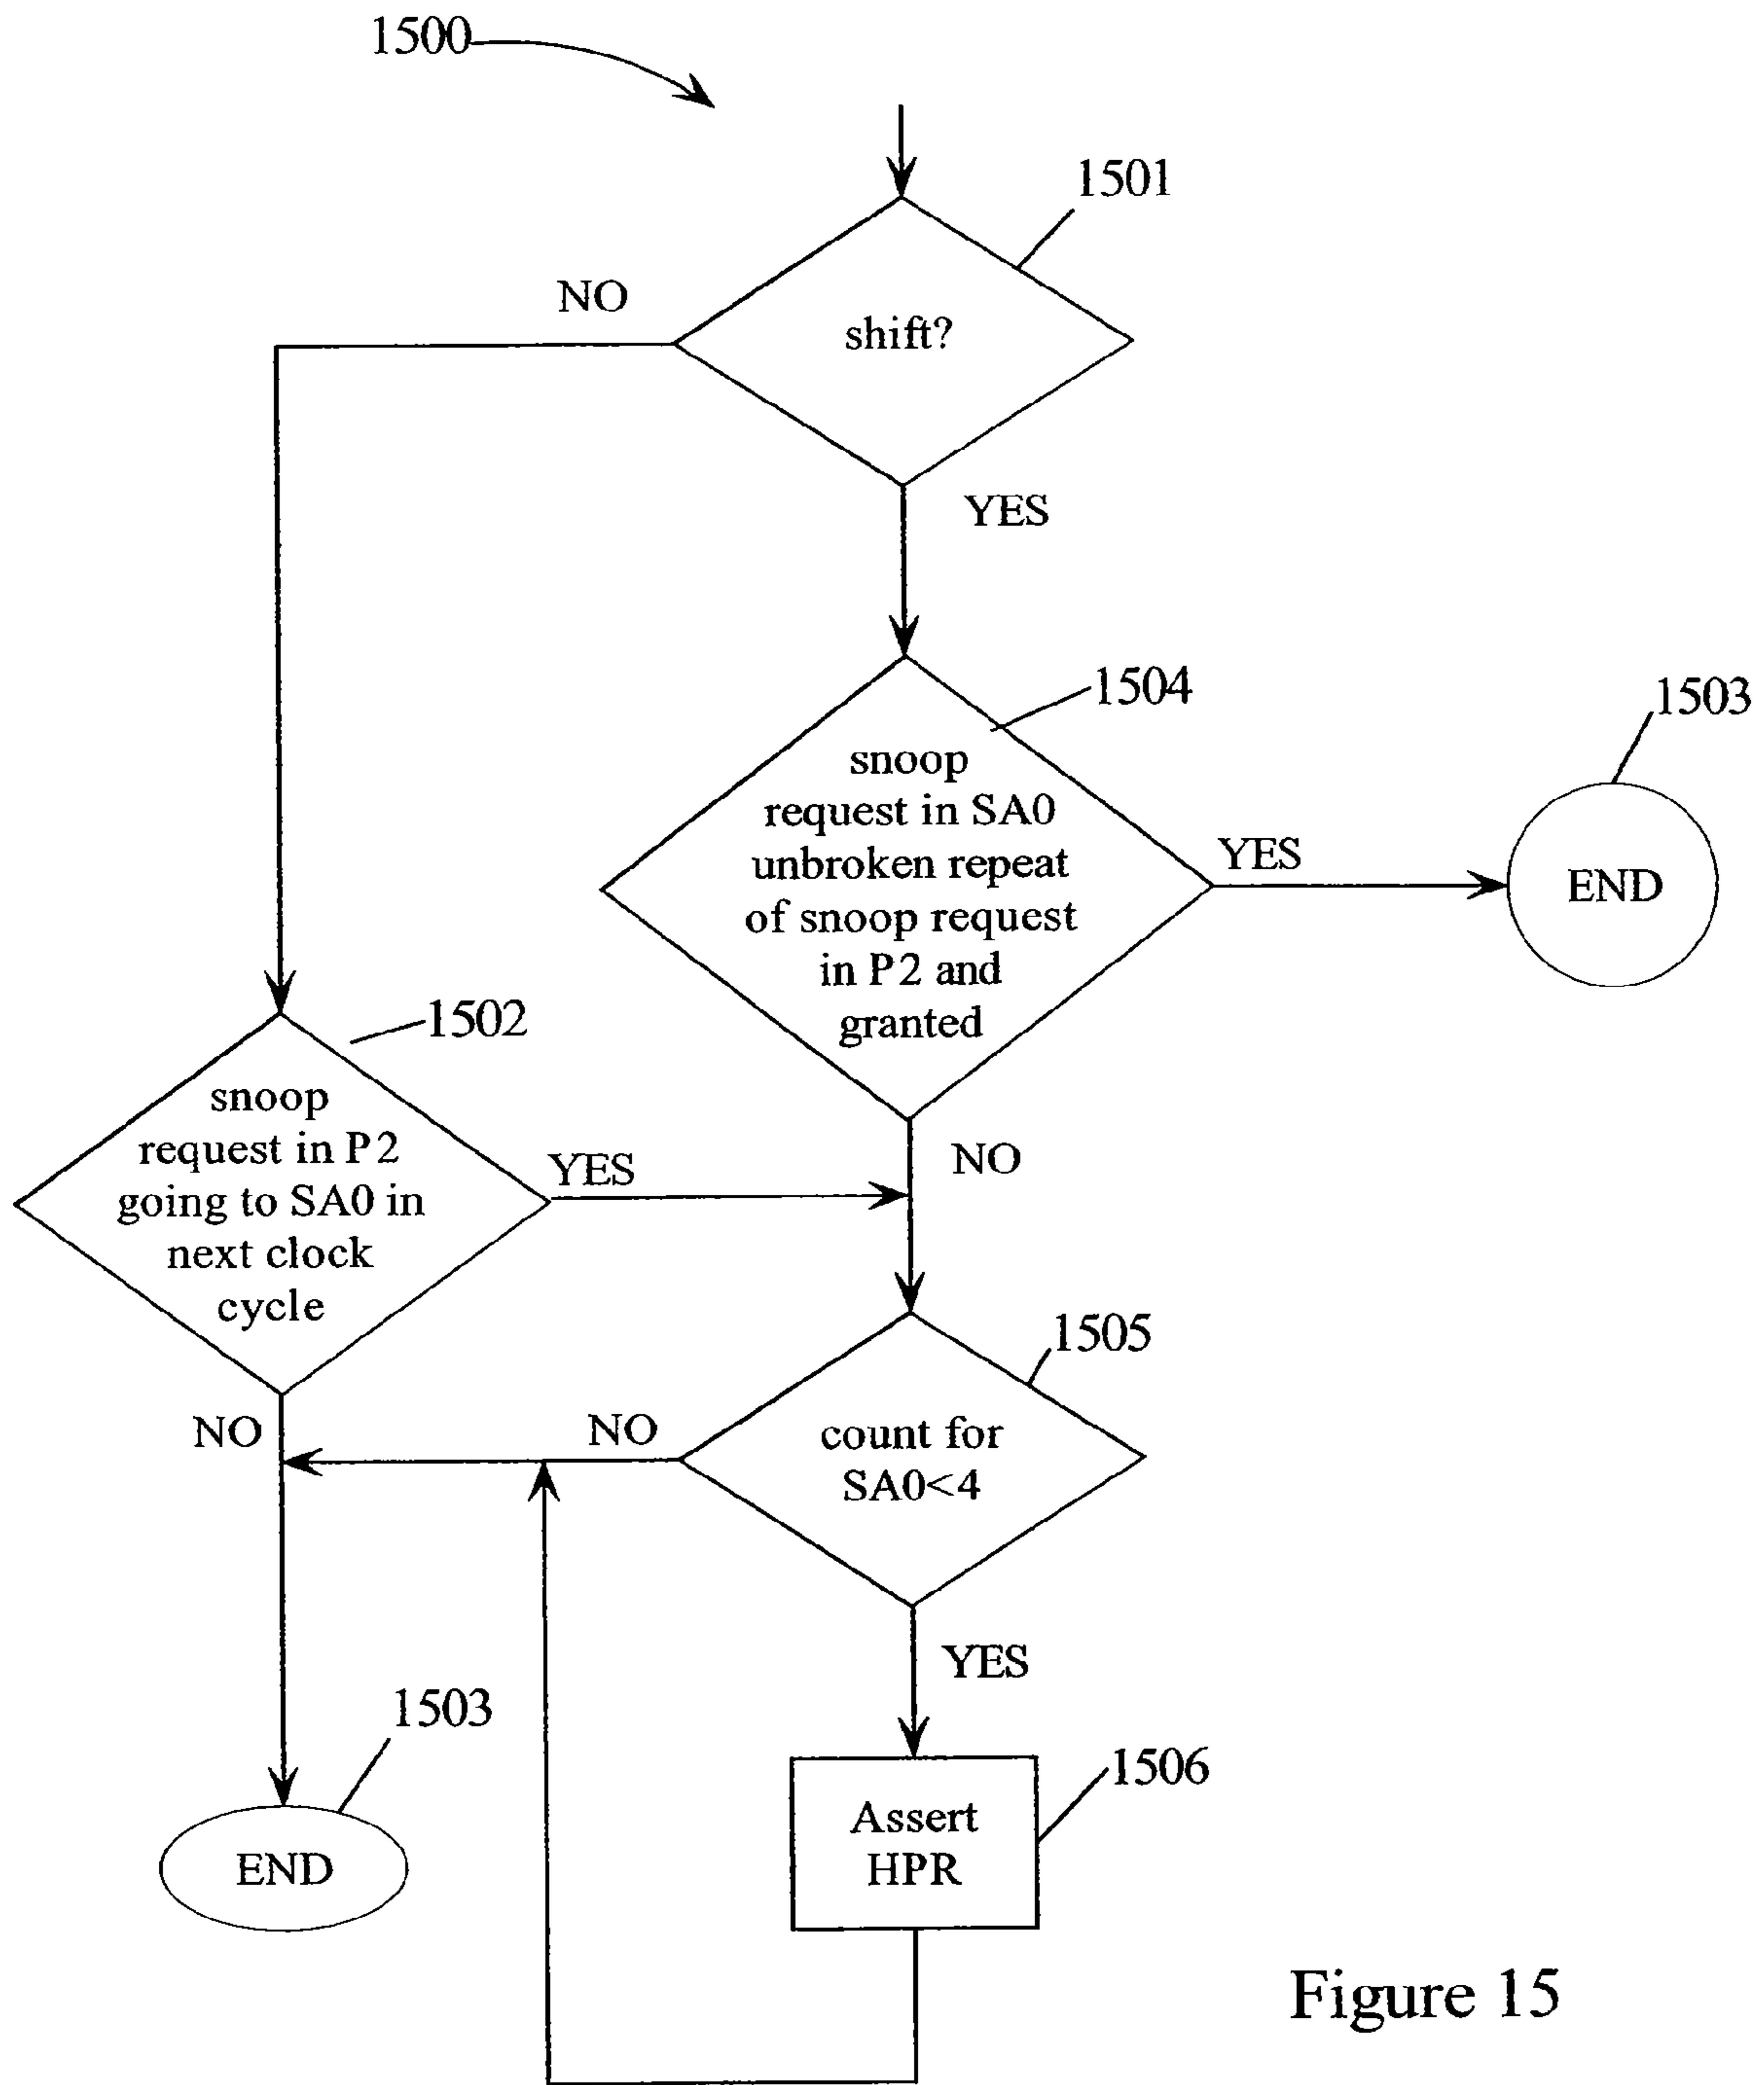 1500
1501
NO
shift?
YES
1504
1503
snoop
request in SA0
unbroken repeat
of snoop request
in P2 and
granted
YES
END
1502
snoop
request in P2
going to SA0 in
next clock
cycle
YES
NO
1505
NO
NO
count for
SA0<4
YES
1503
1506
Assert
HPR
END
Figure 15